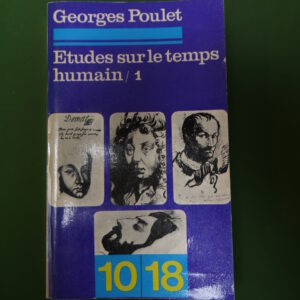 Georges Poulet
Etudes sur le temps
humain/1
10 18